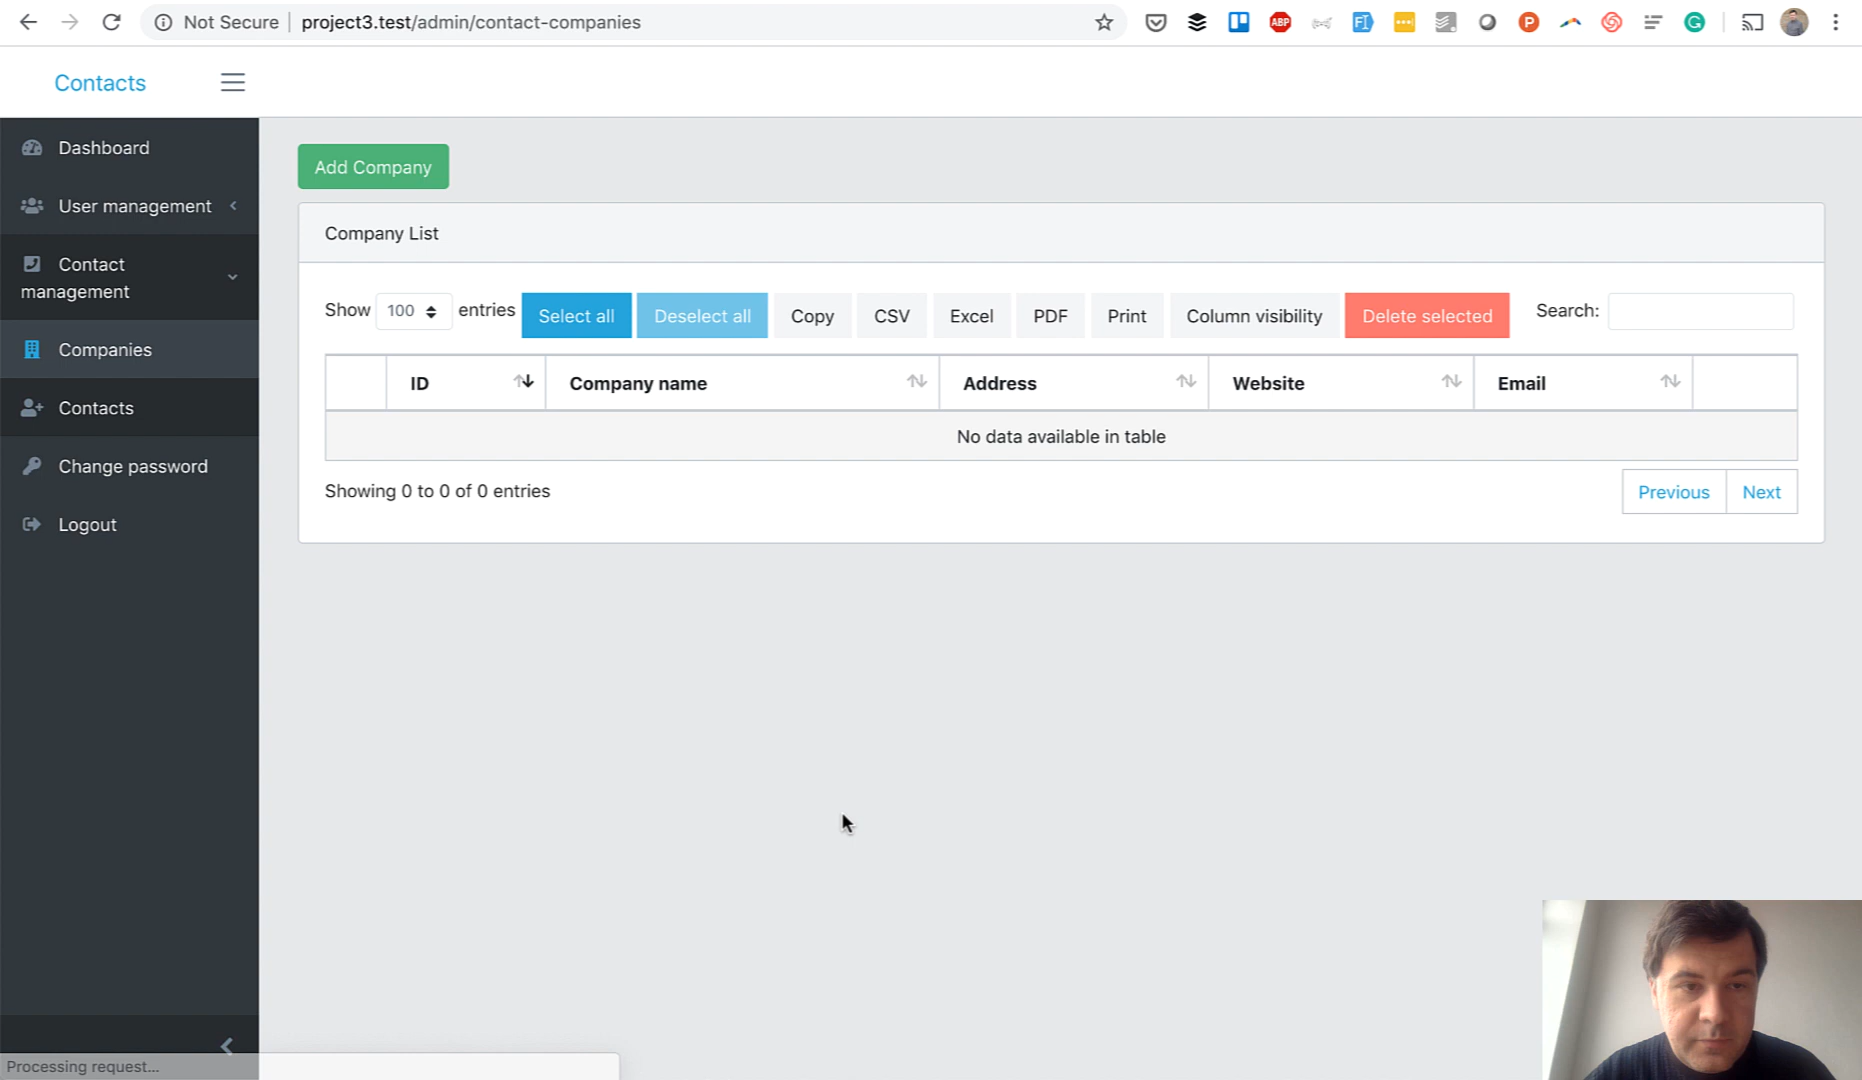 Not Secure | project3.test/admin/contact-companies
ABP
Contacts
Dashboard
User management
Contact
management
Companies
Contacts
Change password
Logout
Add Company
Company List
Show 100 entries Select all Deselect all Copy CSV Excel PDF Print Column visibility Delete selected Search:
ID Company name Address Website Email
No data available in table
Showing 0 to 0 of 0 entries
Previous Next
Processing request...